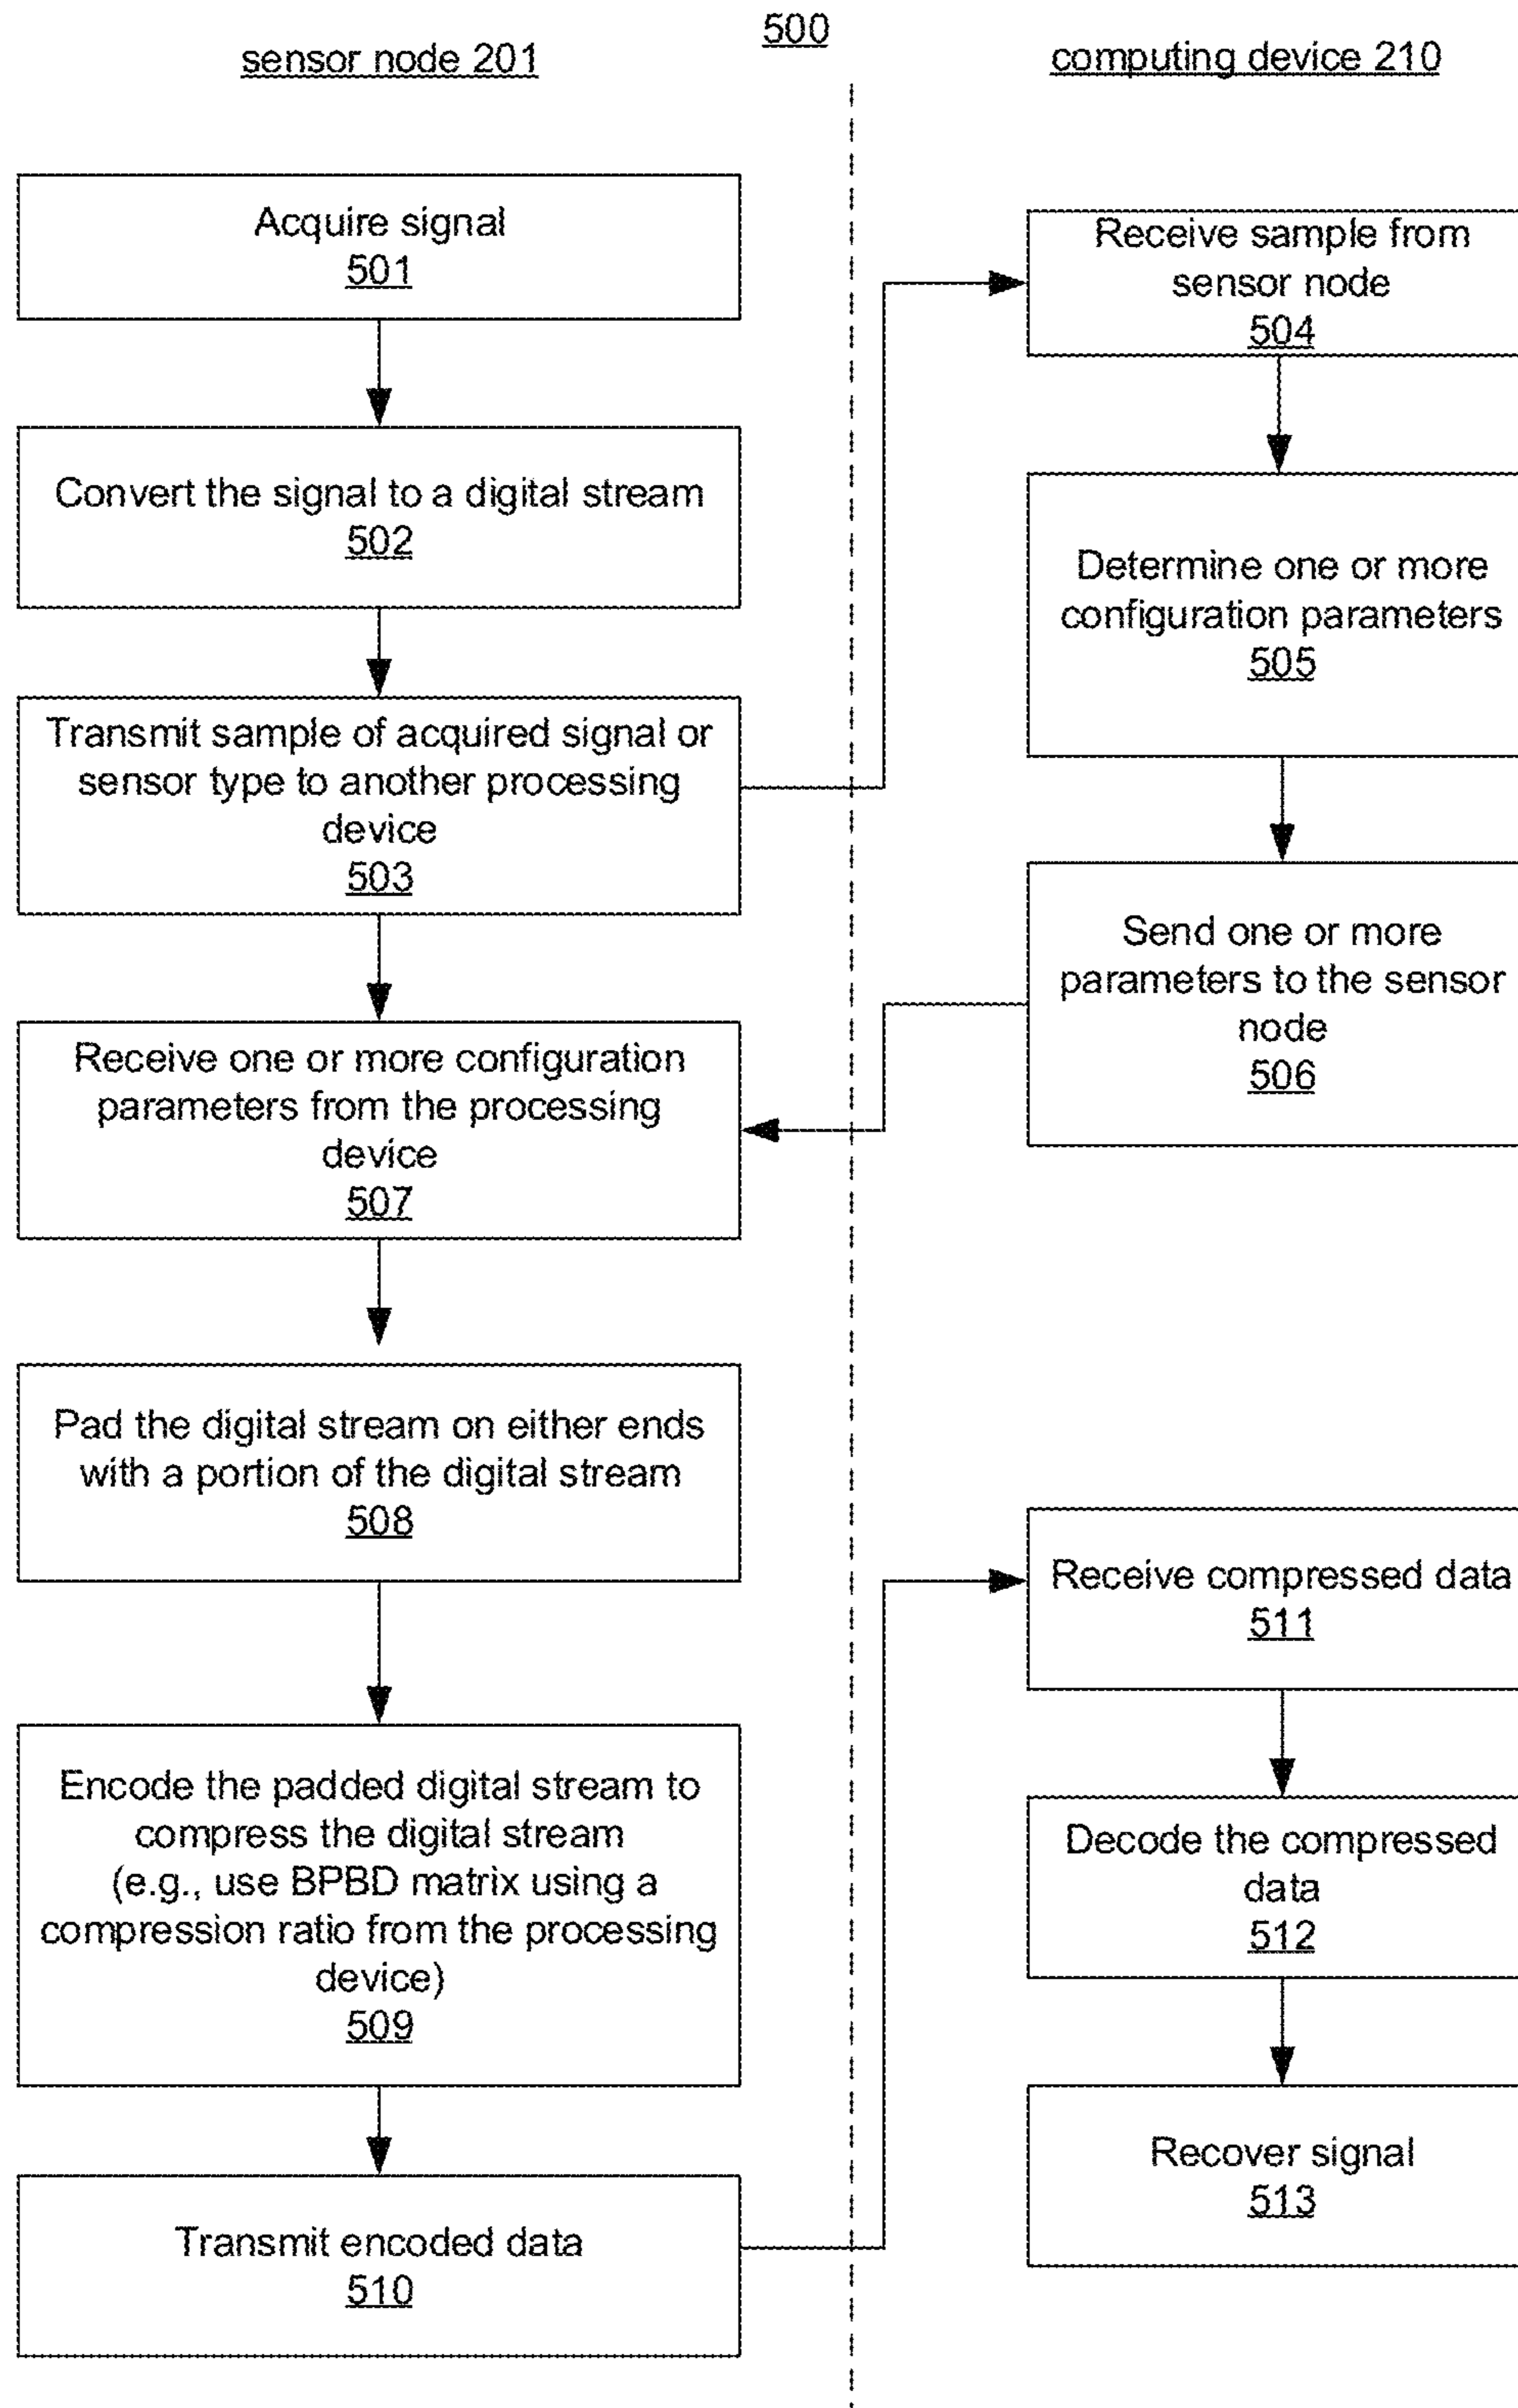 500
sensor node 201
computing device 210
Acquire signal
501
Convert the signal to a digital stream
502
Transmit sample of acquired signal or
sensor type to another processing
device
503
Receive sample from
sensor node
504
Determine one or more
configuration parameters
505
Send one or more
parameters to the sensor
node
506
Receive one or more configuration
parameters from the processing
device
507
Pad the digital stream on either ends
with a portion of the digital stream
508
Encode the padded digital stream to
compress the digital stream
(e.g., use BPBD matrix using a
compression ratio from the processing
device)
509
Transmit encoded data
510
Receive compressed data
511
Decode the compressed
data
512
Recover signal
513